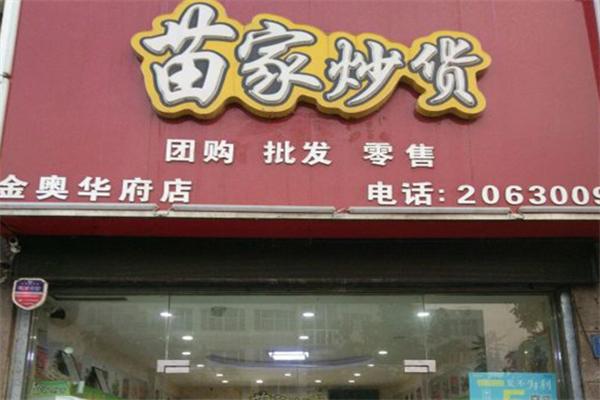 苗家炒货
团购 批发 零售
金奥华府店 电话:2063009